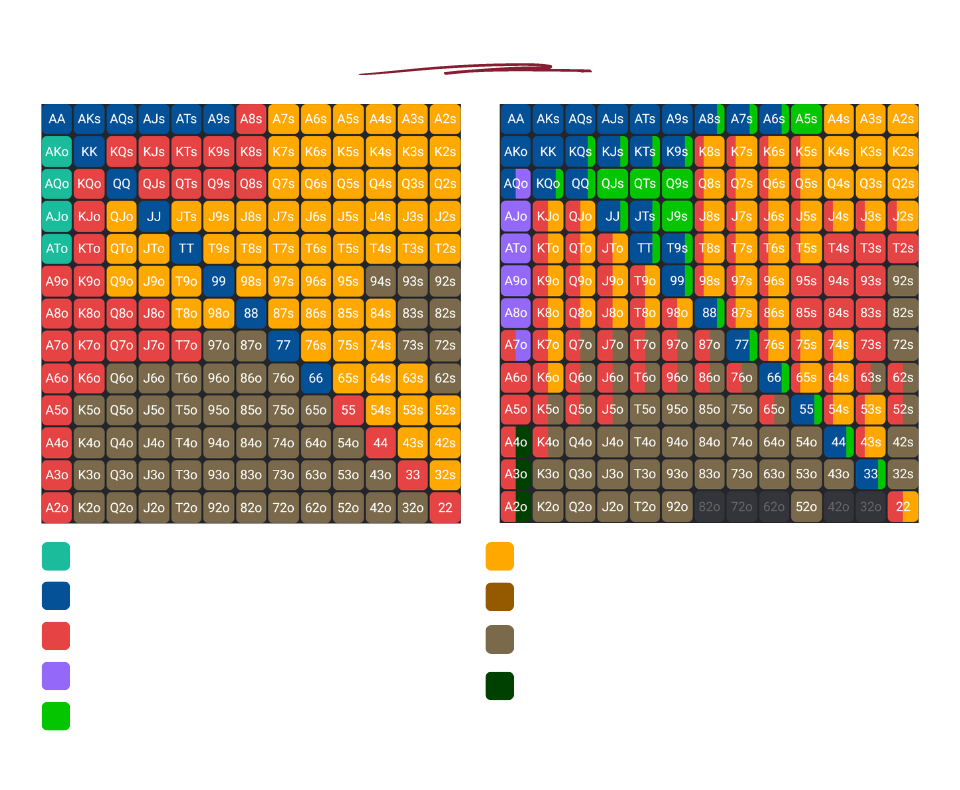 AA AKs AQs AJs ATs A9s A8s A7s A6s A5s A4s A3s A2s
AKo KK KQs KJs KTs K9s K8s K7s K6s K5s K4s K3s K2s
AQo KQo QQ QJs QTs Q9s Q8s Q7s Q6s Q5s Q4s Q3s Q2s
AJo KJo QJo JJ JTs J9s J8s J7s J6s J5s J4s J3s J2s
ATo KTo QTo JTo TT T9s T8s T7s T6s T5s T4s T3s T2s
A9o K9o Q9o J9o T9o 99 98s 97s 96s 95s 94s 93s 92s
A8o K8o Q8o J8o T8o 98o 88 87s 86s 85s 84s 83s 82s
A7o K7o Q7o J7o T7o 97o 87o 77 76s 75s 74s 73s 72s
A6o K6o Q6o J6o T6o 96o 86o 76o 66 65s 64s 63s 62s
A5o K5o Q5o J5o T5o 95o 85o 75o 65o 55 54s 53s 52s
A4o K4o Q4o J4o T4o 94o 84o 74o 64o 54o 44 43s 42s
A3o K3o Q3o J3o T3o 93o 83o 73o 63o 53o 43o 33 32s
A2o K2o Q2o J2o T2o 92o 82o 72o 62o 52o 42o 32o 22
AA AKs AQs AJs ATs A9s A8s A7s A6s A5s A4s A3s A2s
AKo KK KQs KJs KTs K9s K8s K7s K6s K5s K4s K3s K2s
AQo KQo QQ QJs QTs Q9s Q8s Q7s Q6s Q5s Q4s Q3s Q2s
AJo KJo QJo JJ JTs J9s J8s J7s J6s J5s J4s J3s J2s
ATo KTo QTo JTo TT T9s T8s T7s T6s T5s T4s T3s T2s
A9o K9o Q9o J9o T9o 99 98s 97s 96s 95s 94s 93s 92s
A8o K8o Q8o J8o T8o 98o 88 87s 86s 85s 84s 83s 82s
A7o K7o Q7o J7o T7o 97o 87o 77 76s 75s 74s 73s 72s
A6o K6o Q6o J6o T6o 96o 86o 76o 66 65s 64s 63s 62s
A5o K5o Q5o J5o T5o 95o 85o 75o 65o 55 54s 53s 52s
A4o K4o Q4o J4o T4o 94o 84o 74o 64o 54o 44 43s 42s
A3o K3o Q3o J3o T3o 93o 83o 73o 63o 53o 43o 33 32s
A2o K2o Q2o J2o T2o 92o 82o 72o 62o 52o 42o 32o 22